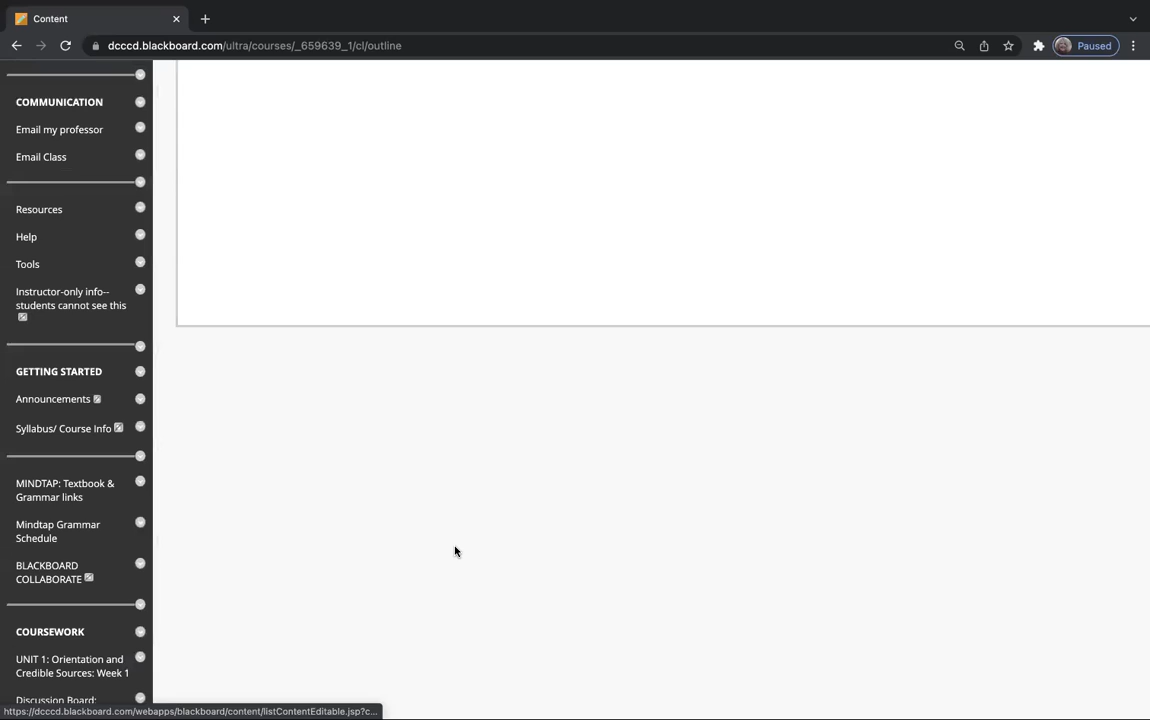 Content
dcccd.blackboard.com/ultra/courses/_659639_1/cl/outline
Paused
COMMUNICATION
Email my professor
Email Class
Resources
Help
Tools
Instructor-only info--
students cannot see this
GETTING STARTED
Announcements
Syllabus/ Course Info
MINDTAP: Textbook &
Grammar links
Mindtap Grammar
Schedule
BLACKBOARD
COLLABORATE
COURSEWORK
UNIT 1: Orientation and
Credible Sources: Week 1
Discussion Board:
https://dcccd.blackboard.com/webapps/blackboard/content/listContentEditable.jsp?c...